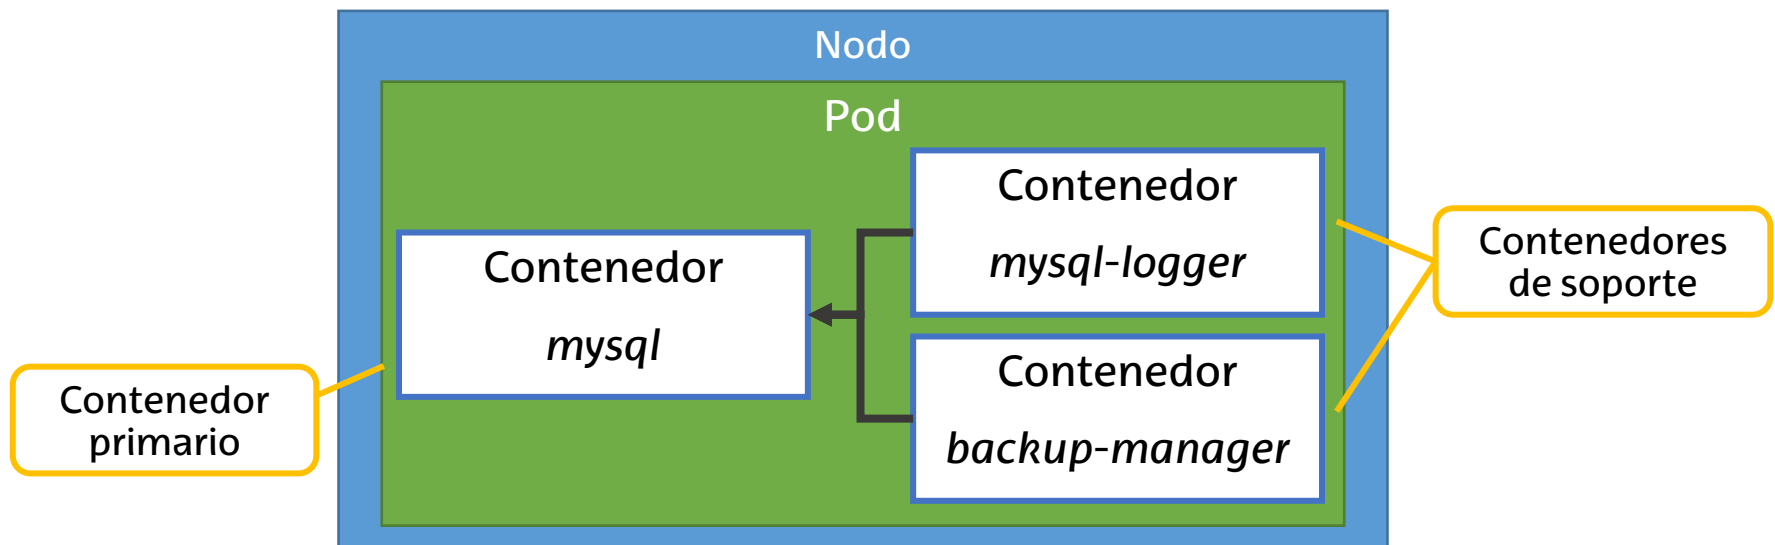 Nodo
Pod
Contenedor
mysql
Contenedor
mysql-logger
Contenedor
backup-manager
Contenedor
primario
Contenedores
de soporte